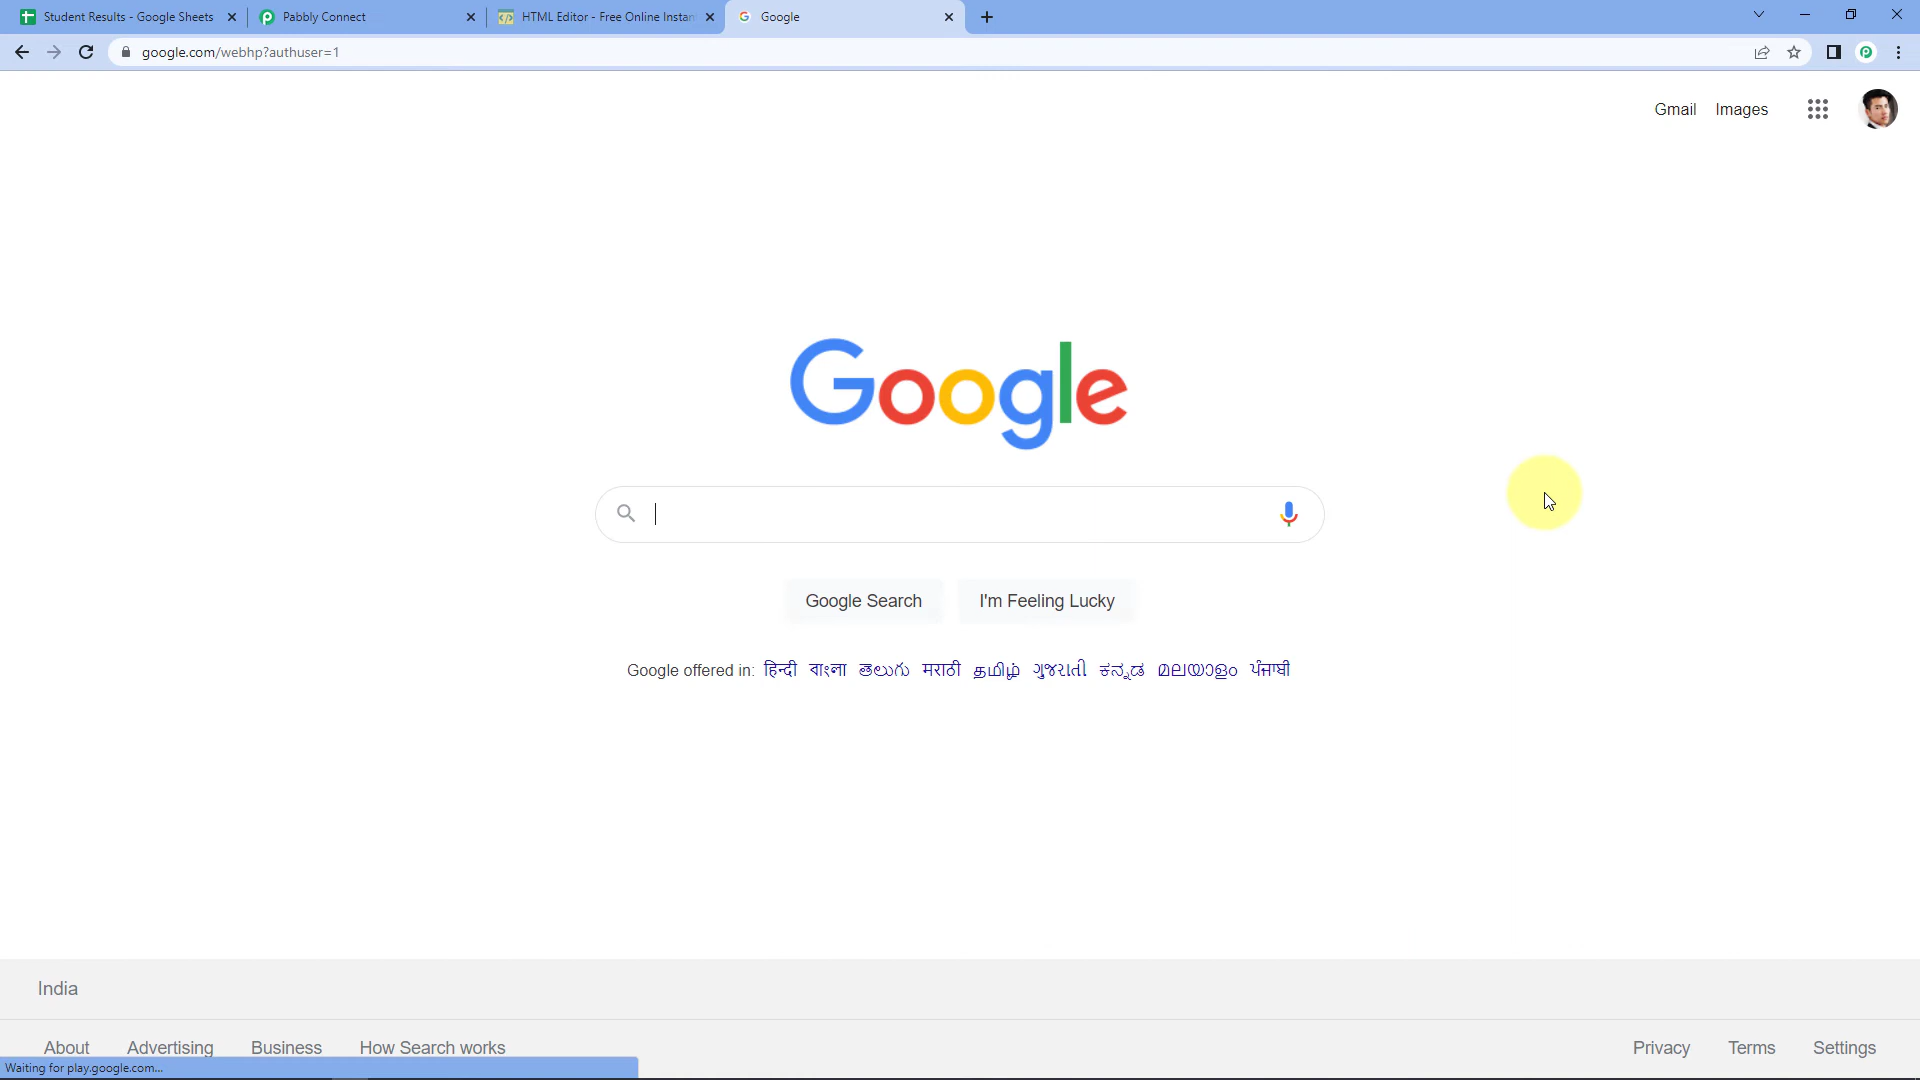 Student Results - Google Sheets
Pabbly Connect
HTML Editor - Free Online Instan
Google
google.com/webhp?authuser=1
Gmail Images
Google
Google Search I'm Feeling Lucky
Google offered in: हिन्दी বাংলা తెలుగు मराठी தமிழ் ગુજરાતી ಕನ್ನಡ മലയാളം ਪੰਜਾਬੀ
India
About Advertising Business How Search works Privacy Terms Settings
Waiting for play.google.com...